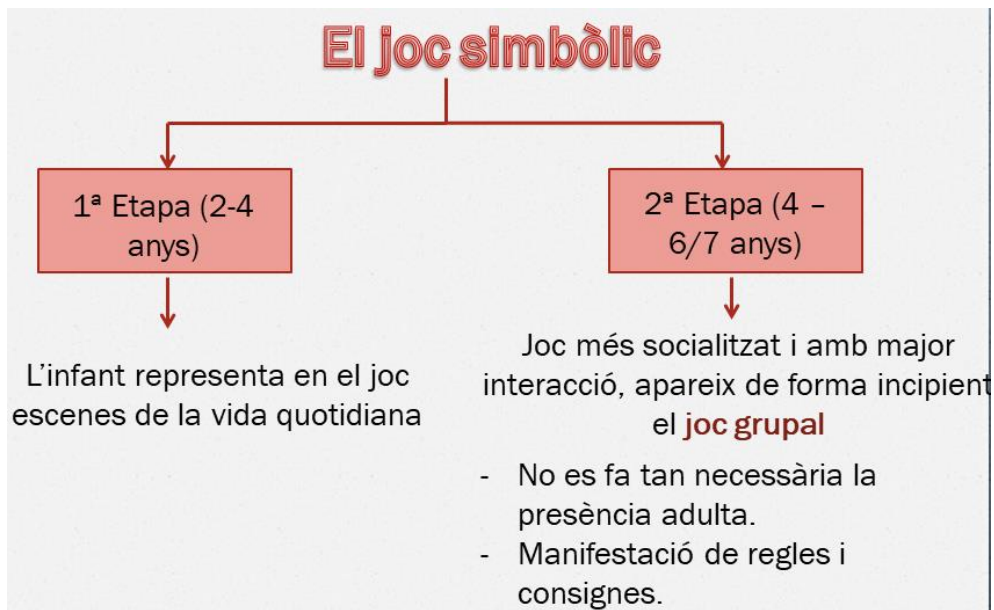 El joc simbòlic
1ª Etapa (2-4
anys)
L'infant representa en el joc
escenes de la vida quotidiana
2ª Etapa (4 –
6/7 anys)
Joc més socialitzat i amb major
interacció, apareix de forma incipient
el joc grupal
- No es fa tan necessària la
presència adulta.
- Manifestació de regles i
consignes.